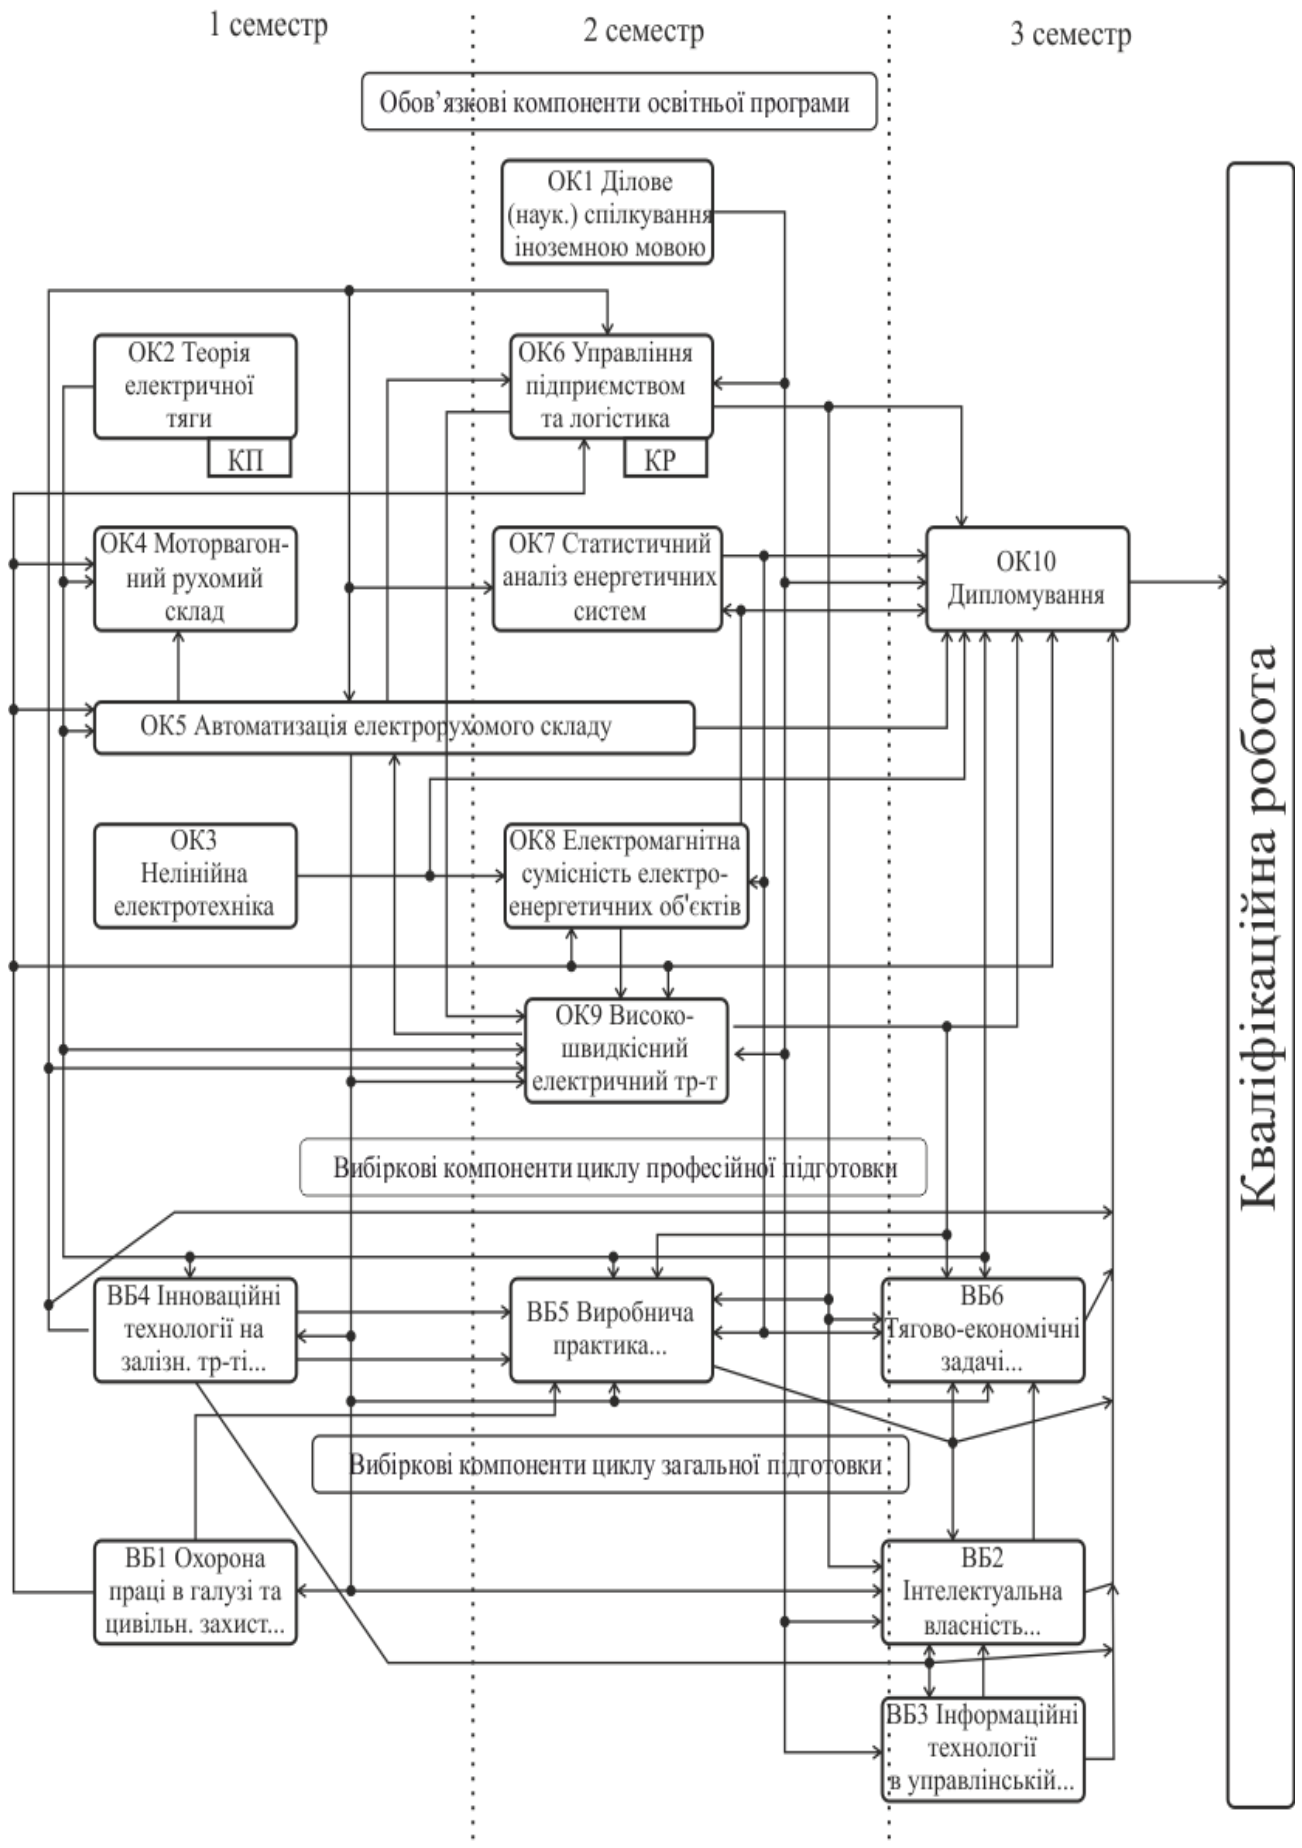 1 семестр
2 семестр
3 семестр
Обов’язкові компоненти освітньої програми
ОК1 Ділове
(наук.) спілкування
іноземною мовою
ОК2 Теорія
електричної
тяги
КП
ОК6 Управління
підприємством
та логістика
КР
ОК4 Моторвагон-
ний рухомий
склад
ОК7 Статистичний
аналіз енергетичних
систем
ОК10
Дипломування
ОК5 Автоматизація електрорухомого складу
ОК3
Нелінійна
електротехніка
ОК8 Електромагнітна
сумісність електро-
енергетичних об'єктів
ОК9 Високо-
швидкісний
електричний тр-т
Вибіркові компоненти циклу професійної підготовки
ВБ4 Інноваційні
технології на
залізн. тр-ті...
ВБ5 Виробнича
практика...
ВБ6
Тягово-економічні
задачі...
Вибіркові компоненти циклу загальної підготовки
ВБ1 Охорона
праці в галузі та
цивільн. захист...
ВБ2
Інтелектуальна
власність...
ВБ3 Інформаційні
технології
в управлінській...
Кваліфікаційна робота